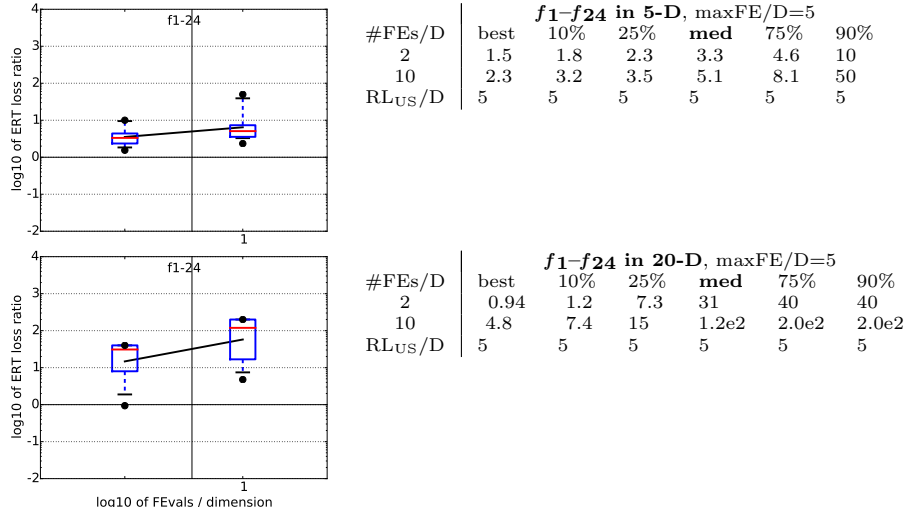 f1-24
4
3
2
1
0
-1
-2
log10 of ERT loss ratio
1
f1–f24 in 5-D, maxFE/D=5
#FEs/D best 10% 25% med 75% 90%
2 1.5 1.8 2.3 3.3 4.6 10
10 2.3 3.2 3.5 5.1 8.1 50
RLUS/D 5 5 5 5 5 5
f1-24
4
3
2
1
0
-1
-2
log10 of ERT loss ratio
1
log10 of FEvals / dimension
f1–f24 in 20-D, maxFE/D=5
#FEs/D best 10% 25% med 75% 90%
2 0.94 1.2 7.3 31 40 40
10 4.8 7.4 15 1.2e2 2.0e2 2.0e2
RLUS/D 5 5 5 5 5 5